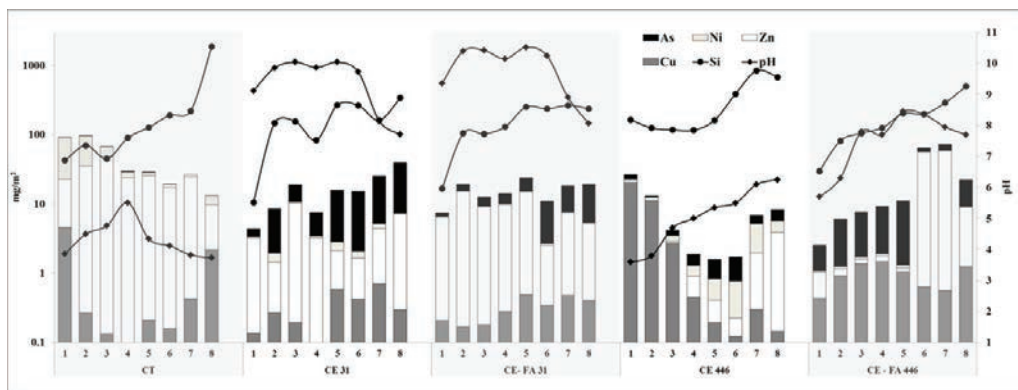 As Ni Zn
Cu Si pH
mg/m²
1000
100
10
1
0.1
pH
11
10
9
8
7
6
5
4
3
2
1
1 2 3 4 5 6 7 8
CT
1 2 3 4 5 6 7 8
CE 31
1 2 3 4 5 6 7 8
CE- FA 31
1 2 3 4 5 6 7 8
CE 446
1 2 3 4 5 6 7 8
CE - FA 446